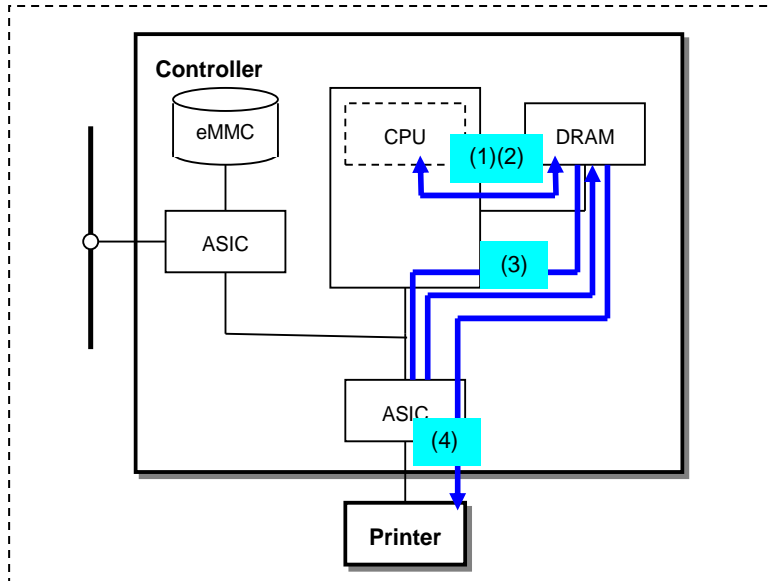 Controller
eMMC
CPU
(1)(2)
DRAM
ASIC
(3)
ASIC
(4)
Printer